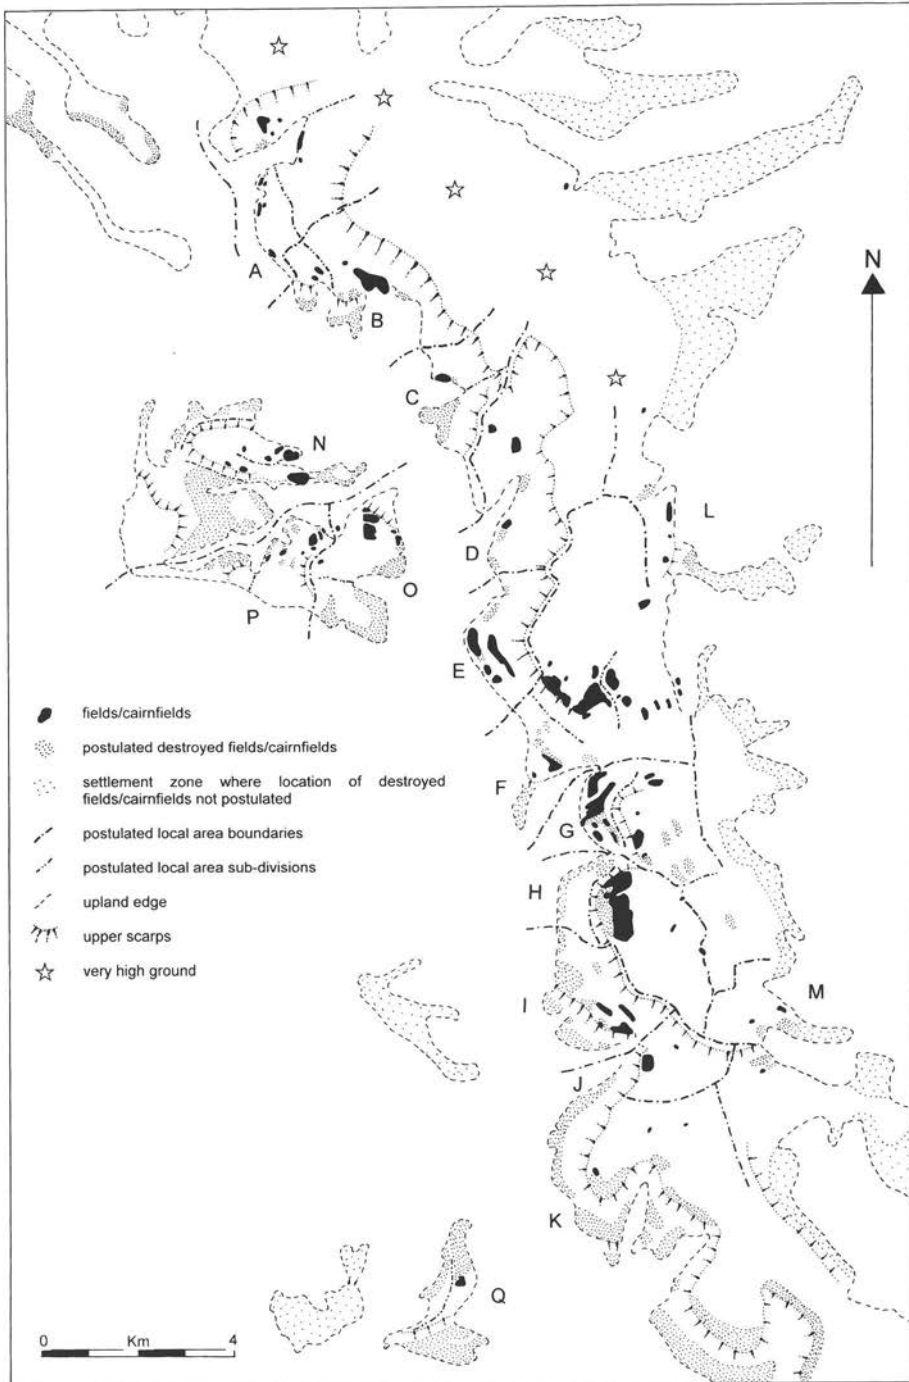 N
A
B
C
N
L
D
O
P
E
fields/cairnfields
postulated destroyed fields/cairnfields
settlement zone where location of destroyed
fields/cairnfields not postulated
F
postulated local area boundaries
G
postulated local area sub-divisions
H
upland edge
upper scarps
very high ground
M
I
J
K
Q
0 Km 4